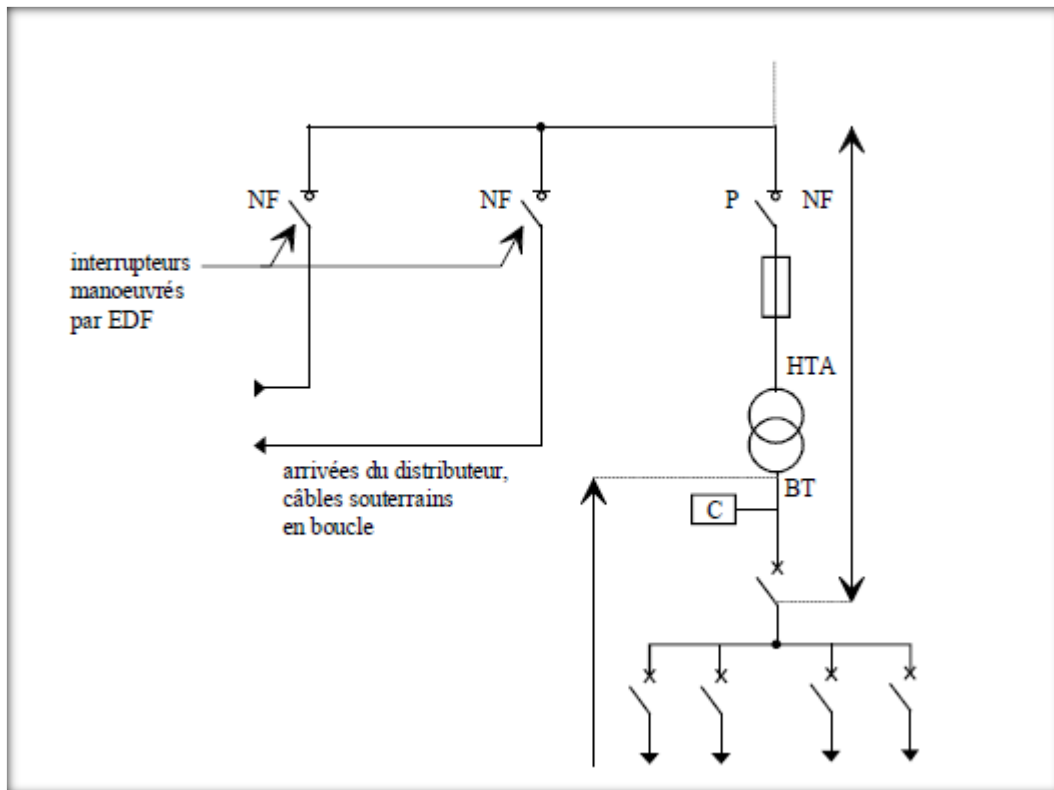 NF
NF
P
NF
interrupteurs
manoeuvrés
par EDF
HTA
arrivées du distributeur,
câbles souterrains
en boucle
BT
C